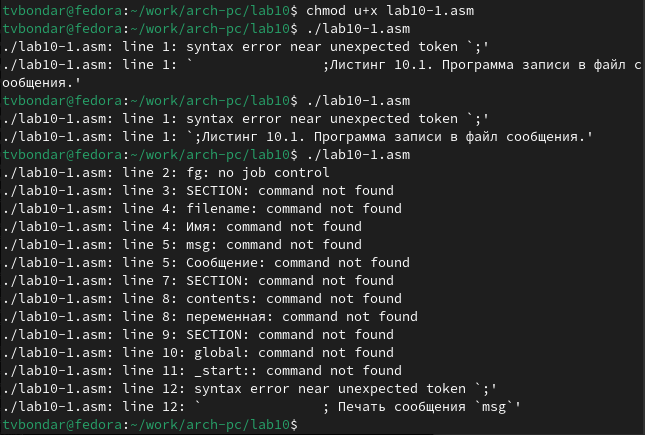 tvbondar@fedora:~/work/arch-pc/lab10$ chmod u+x lab10-1.asm
tvbondar@fedora:~/work/arch-pc/lab10$ ./lab10-1.asm
./lab10-1.asm: line 1: syntax error near unexpected token `;'
./lab10-1.asm: line 1: `               ;Листинг 10.1. Программа записи в файл с
ообщения.'
tvbondar@fedora:~/work/arch-pc/lab10$ ./lab10-1.asm
./lab10-1.asm: line 1: syntax error near unexpected token `;'
./lab10-1.asm: line 1: `;Листинг 10.1. Программа записи в файл сообщения.'
tvbondar@fedora:~/work/arch-pc/lab10$ ./lab10-1.asm
./lab10-1.asm: line 2: fg: no job control
./lab10-1.asm: line 3: SECTION: command not found
./lab10-1.asm: line 4: filename: command not found
./lab10-1.asm: line 4: Имя: command not found
./lab10-1.asm: line 5: msg: command not found
./lab10-1.asm: line 5: Сообщение: command not found
./lab10-1.asm: line 7: SECTION: command not found
./lab10-1.asm: line 8: contents: command not found
./lab10-1.asm: line 8: переменная: command not found
./lab10-1.asm: line 9: SECTION: command not found
./lab10-1.asm: line 10: global: command not found
./lab10-1.asm: line 11: _start:: command not found
./lab10-1.asm: line 12: syntax error near unexpected token `;'
./lab10-1.asm: line 12: `               ; Печать сообщения `msg`'
tvbondar@fedora:~/work/arch-pc/lab10$